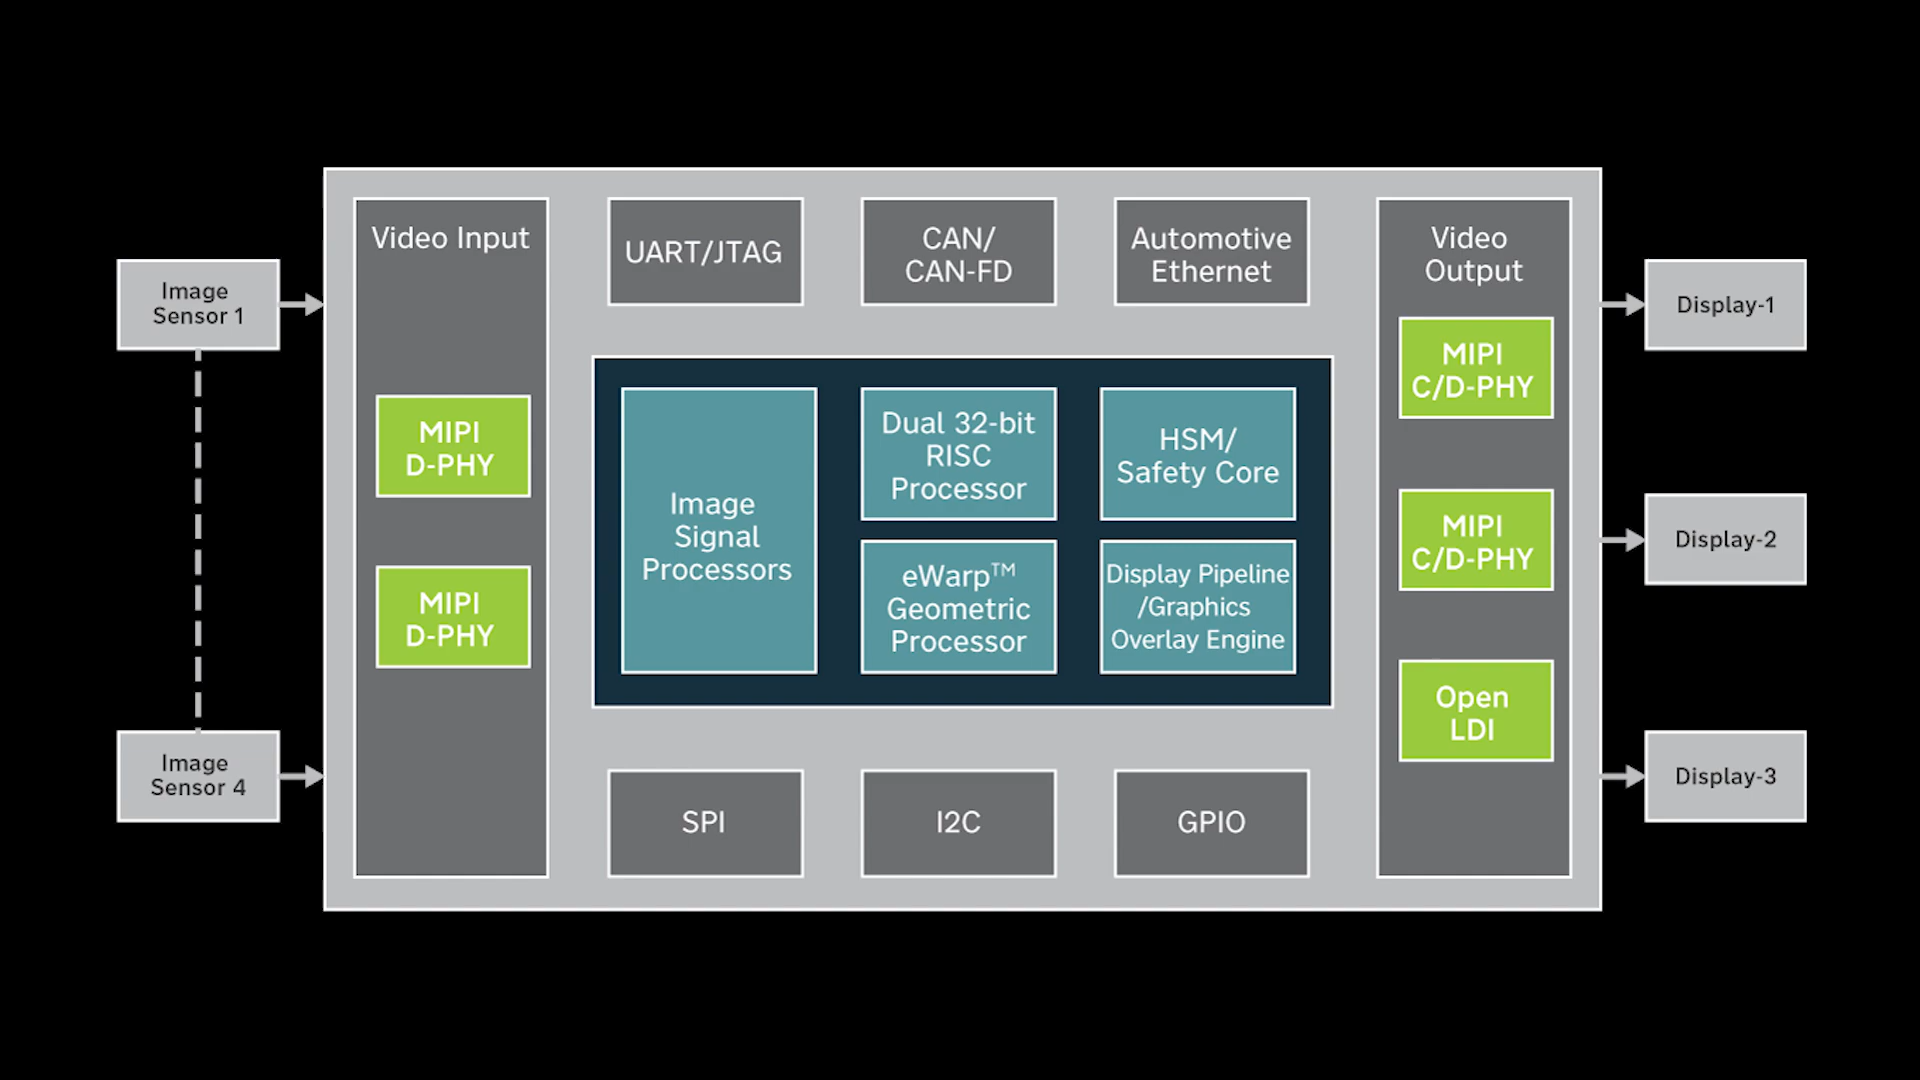 Image
Sensor 1
Image
Sensor 4
Video Input
MIPI
D-PHY
MIPI
D-PHY
UART/JTAG
CAN/
CAN-FD
Automotive
Ethernet
Image
Signal
Processors
Dual 32-bit
RISC
Processor
HSM/
Safety Core
eWarp™
Geometric
Processor
Display Pipeline
/Graphics
Overlay Engine
SPI
I2C
GPIO
Video
Output
MIPI
C/D-PHY
MIPI
C/D-PHY
Open
LDI
Display-1
Display-2
Display-3